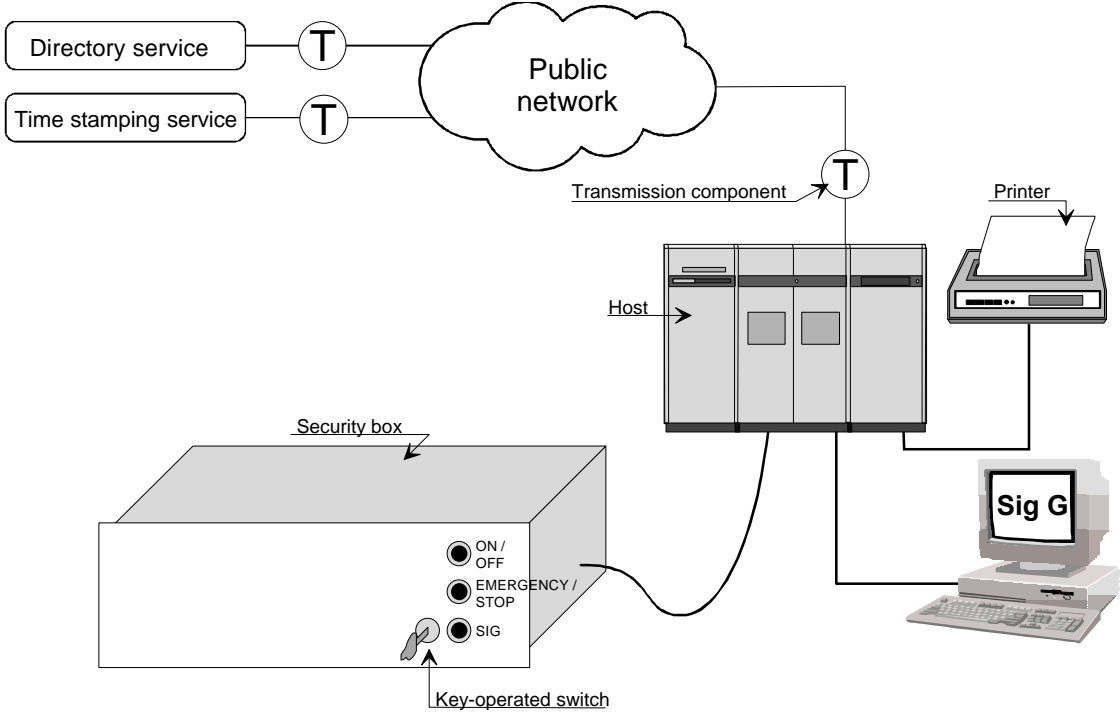 Directory service
T
Public
network
Time stamping service
T
T
Transmission component
Printer
Host
Security box
Sig G
ON /
OFF
EMERGENCY /
STOP
SIG
Key-operated switch